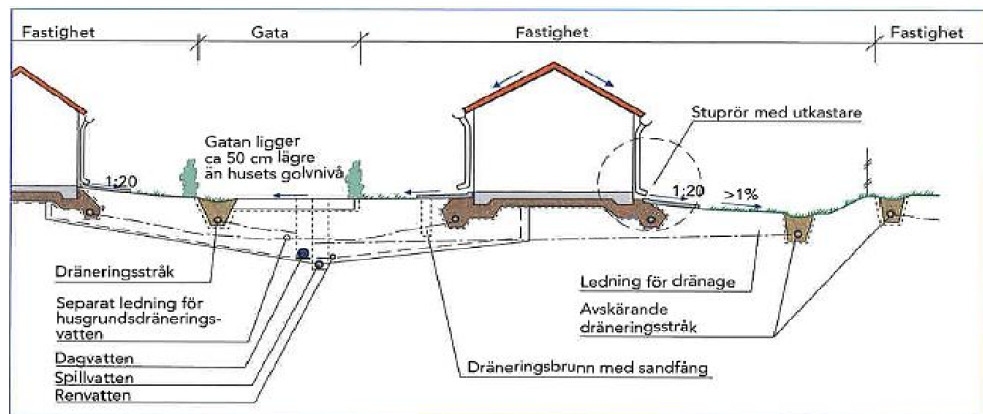 Fastighet
Gata
Fastighet
Fastighet
Stuprör med utkastare
Gatan ligger
ca 50 cm lägre
än husets golvnivå
1:20
1:20
>1%
Dräneringsstråk
Separat ledning för
husgrundsdränerings-
vatten
Dagvatten
Spillvatten
Renvatten
Dräneringsbrunn med sandfång
Ledning för dränage
Avskärande
dräneringsstråk